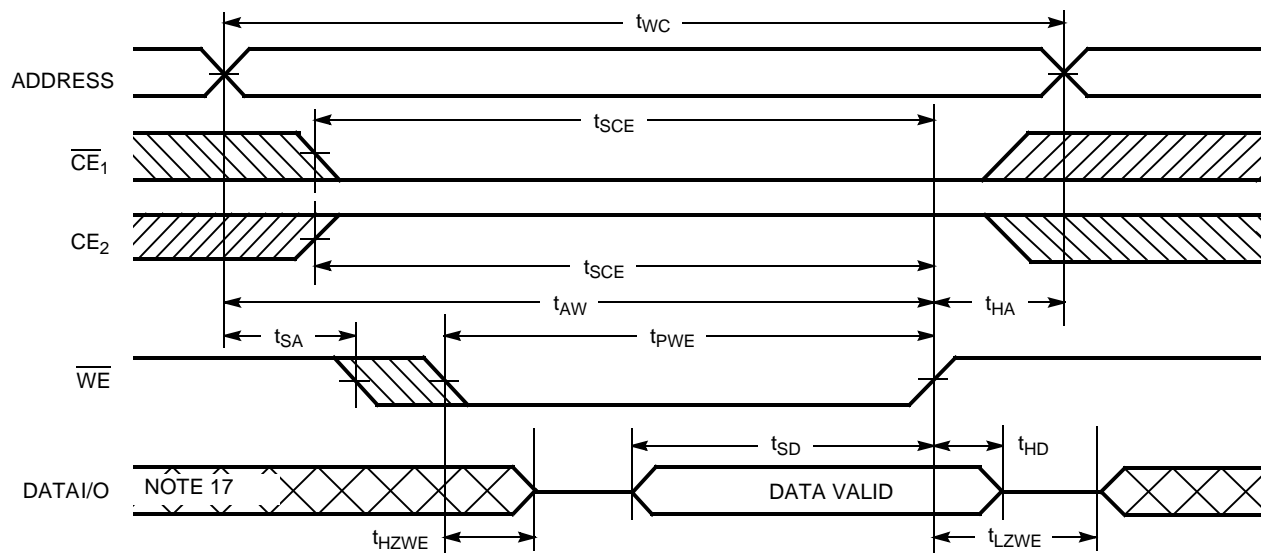 tWC
ADDRESS
tSCE
CE1
CE2
tSCE
tAW
tHA
tSA
tPWE
WE
tSD
tHD
DATAI/O
NOTE 17
DATA VALID
tHZWE
tLZWE